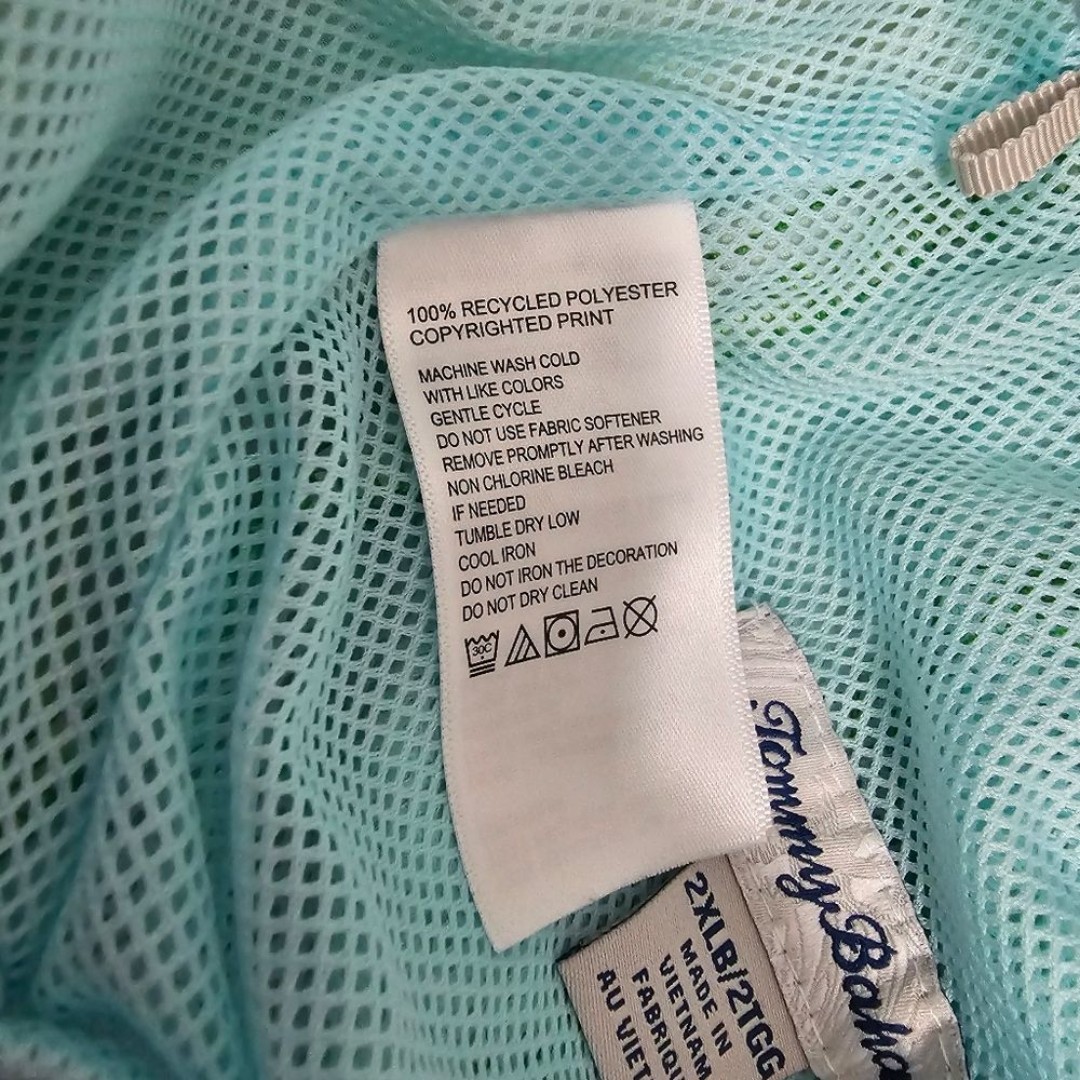 100% RECYCLED POLYESTER
COPYRIGHTED PRINT
MACHINE WASH COLD
WITH LIKE COLORS
GENTLE CYCLE
DO NOT USE FABRIC SOFTENER
REMOVE PROMPTLY AFTER WASHING
NON CHLORINE BLEACH
IF NEEDED
TUMBLE DRY LOW
COOL IRON
DO NOT IRON THE DECORATION
DO NOT DRY CLEAN
30C
Tommy Baha
2XLB/2TGG
MADE IN
VIETNAM
FABRIQU
AU VIET